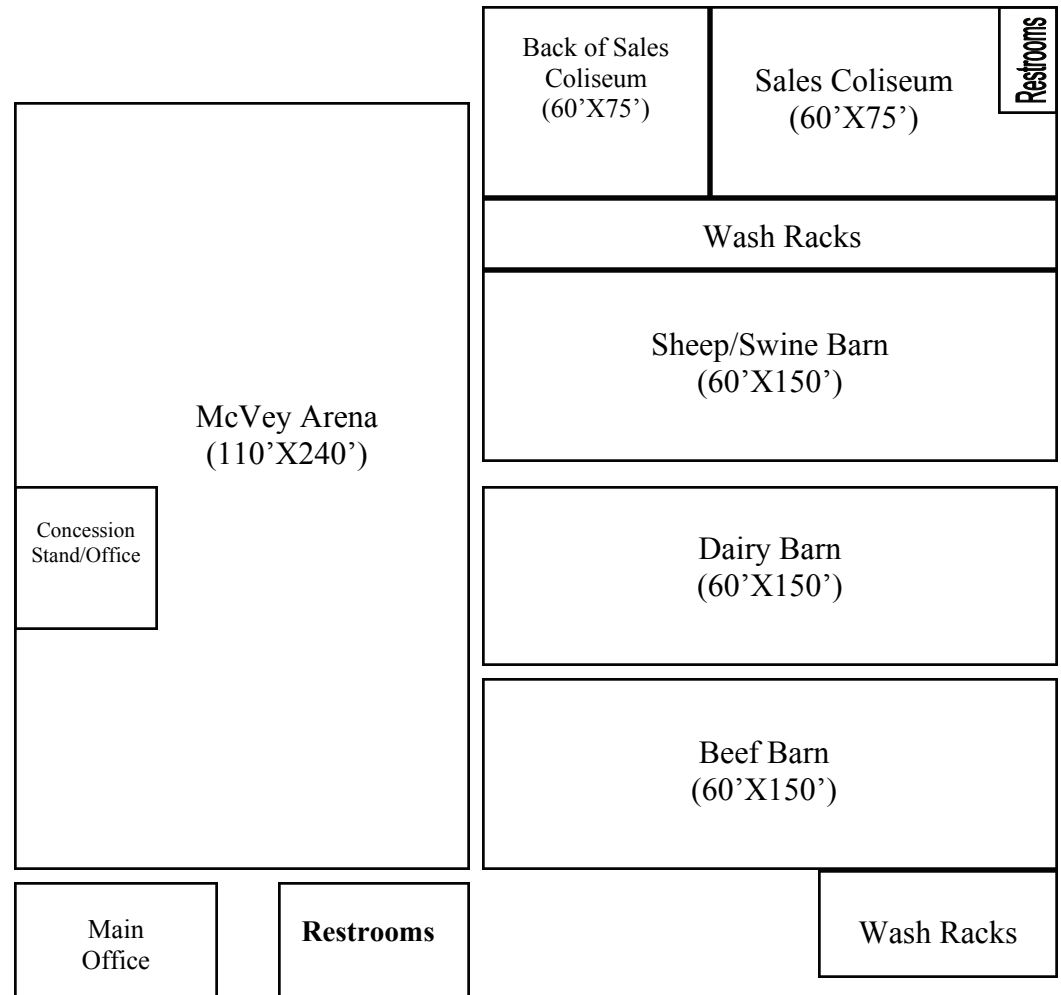 Back of Sales
Coliseum
(60’X75’)
Sales Coliseum
(60’X75’)
Restrooms
Wash Racks
Sheep/Swine Barn
(60’X150’)
McVey Arena
(110’X240’)
Concession
Stand/Office
Dairy Barn
(60’X150’)
Beef Barn
(60’X150’)
Main
Office
Restrooms
Wash Racks